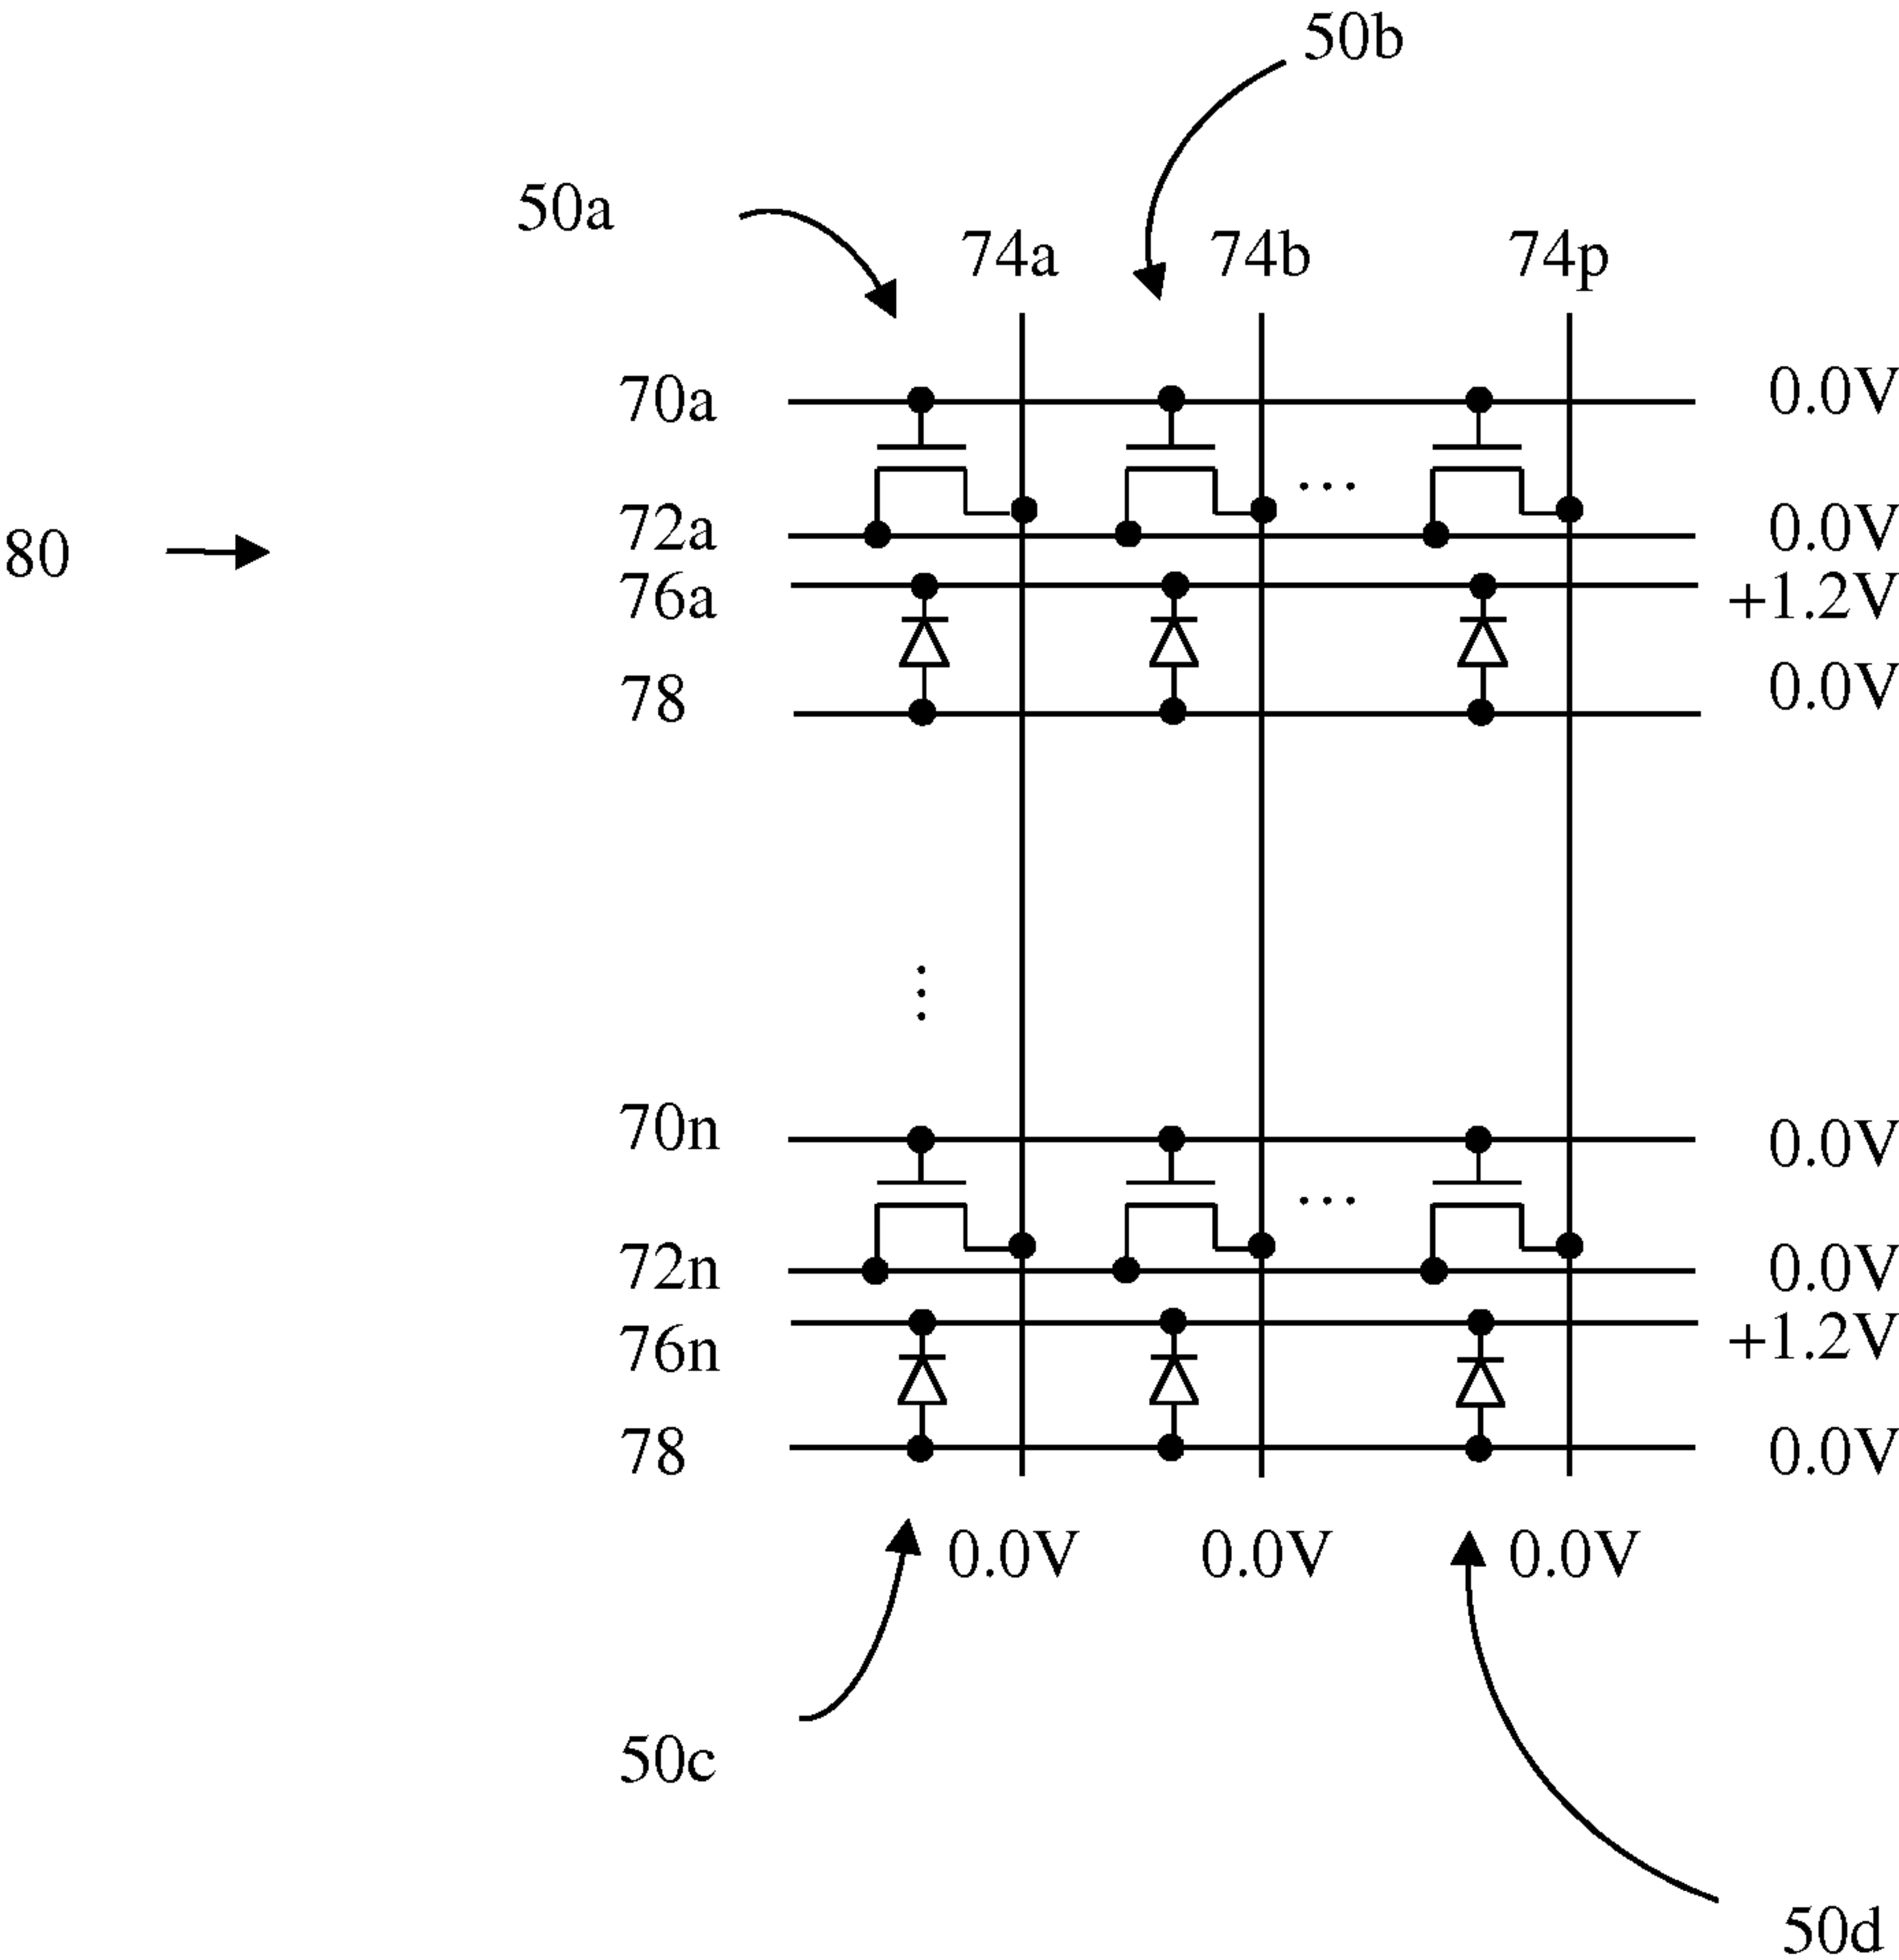 50b
50a
74a 74b 74p
70a 0.0V
...
72a 0.0V
80
76a +1.2V
78 0.0V
...
70n 0.0V
...
72n 0.0V
76n +1.2V
78 0.0V
0.0V 0.0V 0.0V
50c
50d